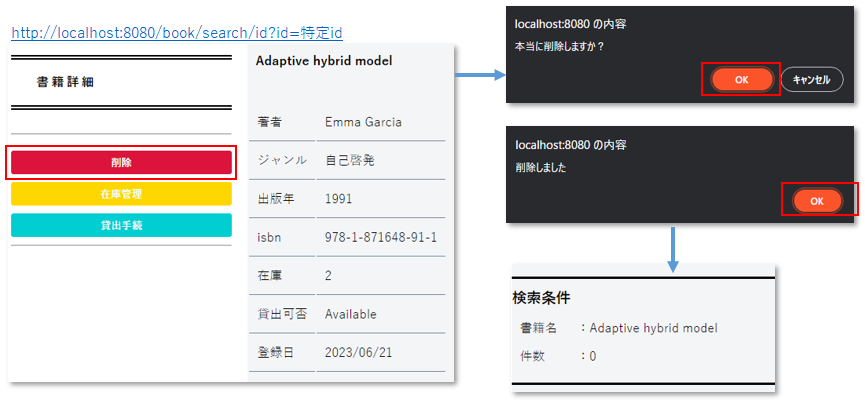 http://localhost:8080/book/search/id?id=特定id
書籍詳細
削除
在庫管理
貸出手続
Adaptive hybrid model
著者 Emma Garcia
ジャンル 自己啓発
出版年 1991
isbn 978-1-871648-91-1
在庫 2
貸出可否 Available
登録日 2023/06/21
localhost:8080 の内容
本当に削除しますか？
OK キャンセル
localhost:8080 の内容
削除しました
OK
検索条件
書籍名 ：Adaptive hybrid model
件数 ：0